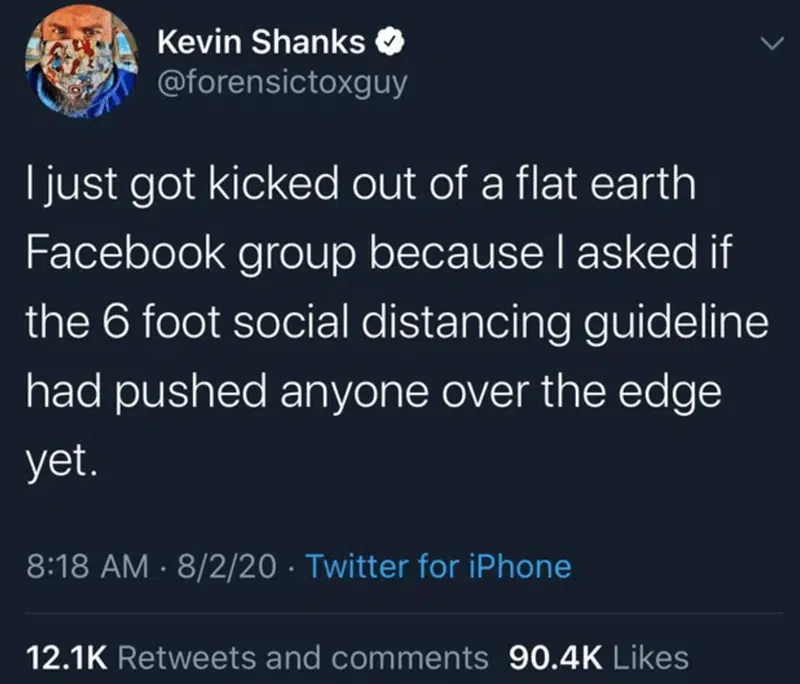 Kevin Shanks
@forensictoxguy
I just got kicked out of a flat earth
Facebook group because I asked if
the 6 foot social distancing guideline
had pushed anyone over the edge
yet.
8:18 AM · 8/2/20 · Twitter for iPhone
12.1K Retweets and comments 90.4K Likes